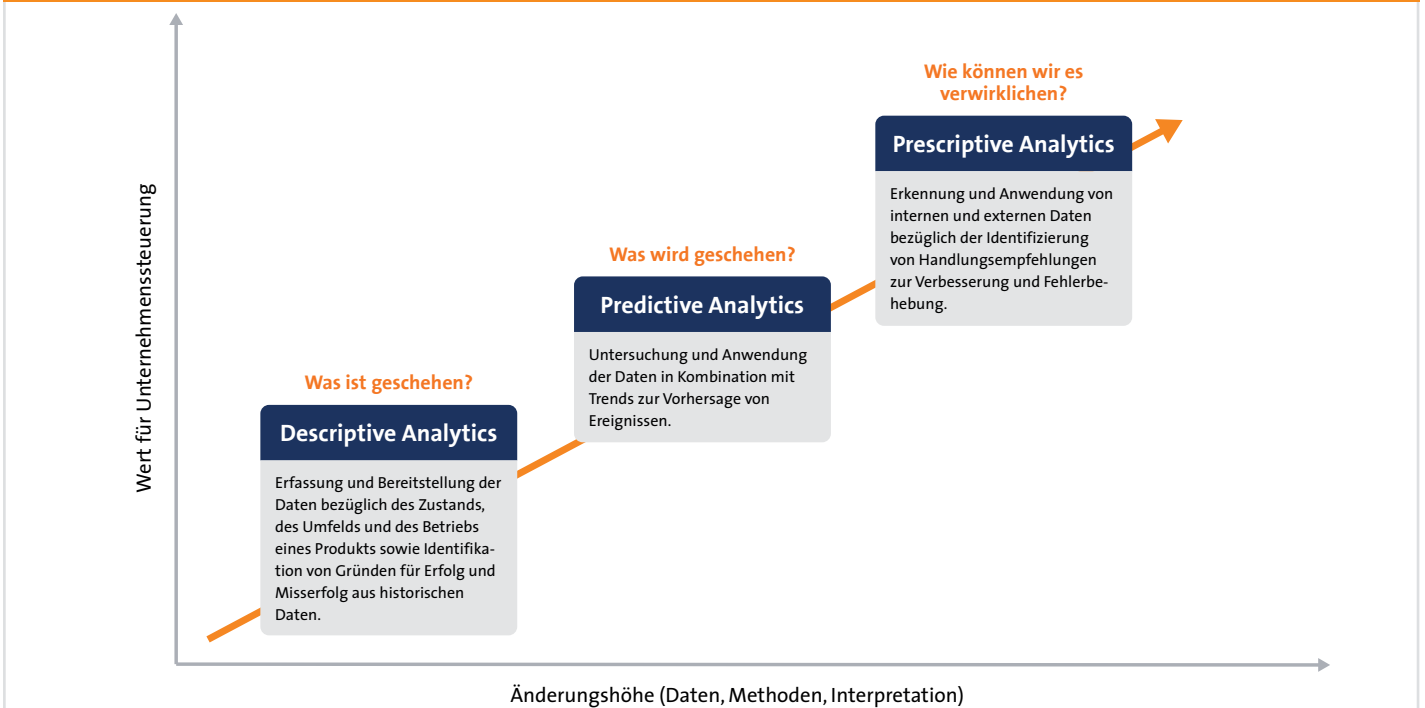 Wie können wir es
verwirklichen?
Prescriptive Analytics
Erkennung und Anwendung von
internen und externen Daten
bezüglich der Identifizierung
von Handlungsempfehlungen
zur Verbesserung und Fehlerbe-
hebung.
Was wird geschehen?
Predictive Analytics
Untersuchung und Anwendung
der Daten in Kombination mit
Trends zur Vorhersage von
Ereignissen.
Was ist geschehen?
Descriptive Analytics
Erfassung und Bereitstellung der
Daten bezüglich des Zustands,
des Umfelds und des Betriebs
eines Produkts sowie Identifika-
tion von Gründen für Erfolg und
Misserfolg aus historischen
Daten.
Wert für Unternehmenssteuerung
Änderungshöhe (Daten, Methoden, Interpretation)